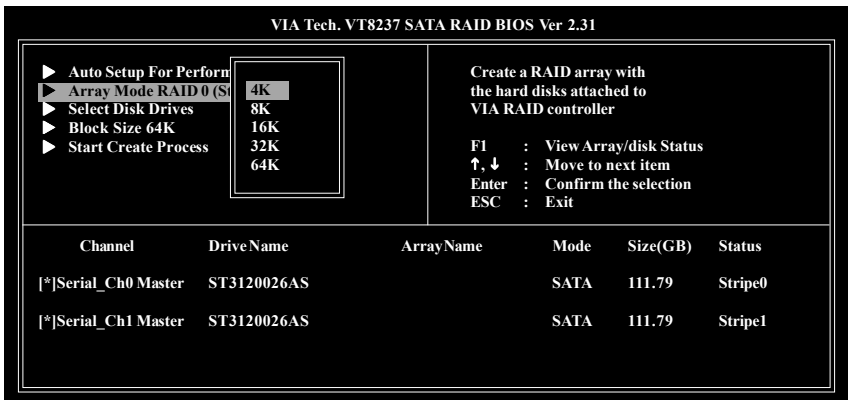 VIA Tech. VT8237 SATA RAID BIOS Ver 2.31
Auto Setup For Perform
Array Mode RAID 0 (St
Select Disk Drives
Block Size 64K
Start Create Process
4K
8K
16K
32K
64K
Create a RAID array with
the hard disks attached to
VIA RAID controller
F1 : View Array/disk Status
↑, ↓ : Move to next item
Enter : Confirm the selection
ESC : Exit
Channel Drive Name Array Name Mode Size(GB) Status
[*]Serial_Ch0 Master ST3120026AS SATA 111.79 Stripe0
[*]Serial_Ch1 Master ST3120026AS SATA 111.79 Stripe1